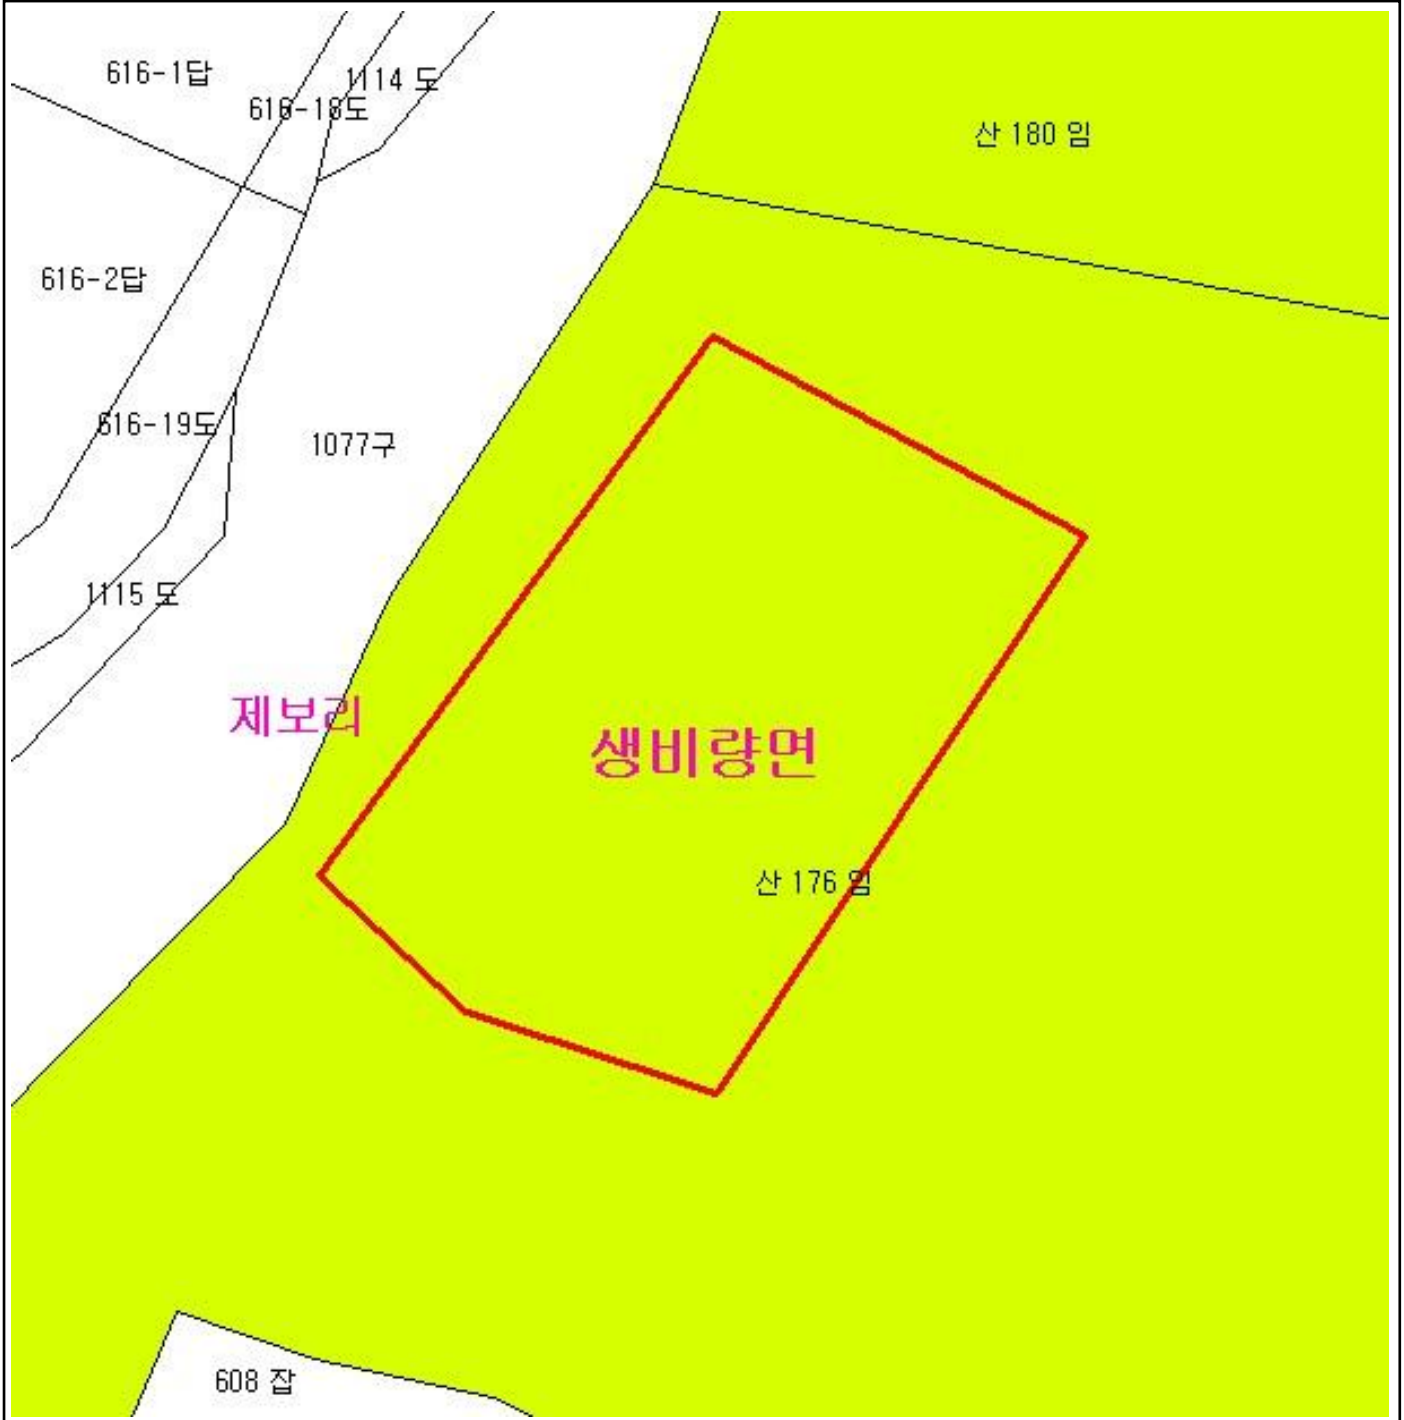 616-1답
1114 도
616-18도
산 180 임
616-2답
616-19도
1077구
1115 도
제보리
생비량면
산 176 임
608 잡